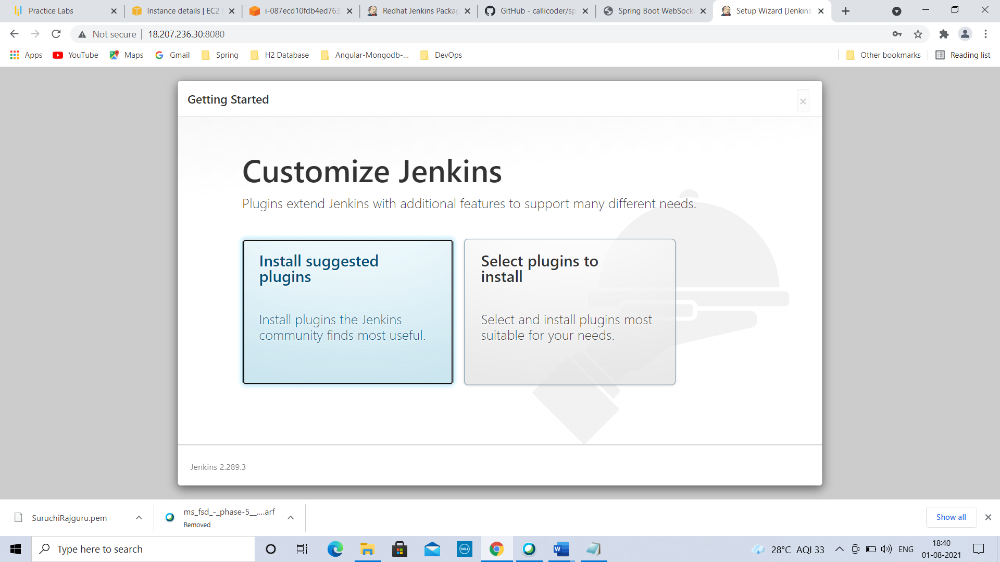 Practice Labs
Instance details | EC2
i-087ecd10fdb4ed763
Redhat Jenkins Packag
GitHub - callicoder/sp
Spring Boot WebSock
Setup Wizard [Jenkins
Not secure
18.207.236.30:8080
Apps
YouTube
Maps
Gmail
Spring
H2 Database
Angular-Mongodb-...
DevOps
Other bookmarks
Reading list
Getting Started
Customize Jenkins
Plugins extend Jenkins with additional features to support many different needs.
Install suggested
plugins
Install plugins the Jenkins
community finds most useful.
Select plugins to
install
Select and install plugins most
suitable for your needs.
Jenkins 2.289.3
SuruchiRajguru.pem
ms_fsd_-_phase-5__....arf
Removed
Show all
Type here to search
DELL
W
28°C AQI 33
ENG
18:40
01-08-2021